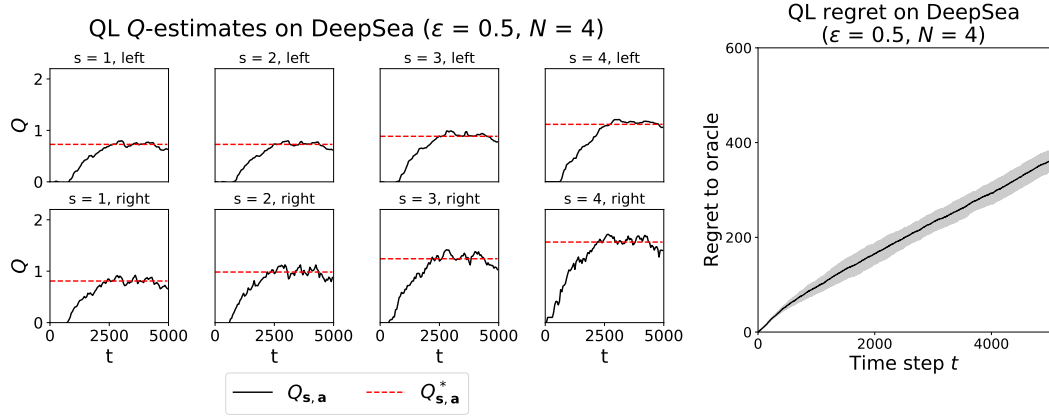 QL Q-estimates on DeepSea (ε = 0.5, N = 4)
s = 1, left
s = 2, left
s = 3, left
s = 4, left
Q
2
1
0
s = 1, right
s = 2, right
s = 3, right
s = 4, right
Q
2
1
0
0 2500 5000
0 2500 5000
0 2500 5000
0 2500 5000
t
t
t
t
Q_{s,a}
Q^*_{s,a}
QL regret on DeepSea
(ε = 0.5, N = 4)
Regret to oracle
600
400
200
0
0 2000 4000
Time step t